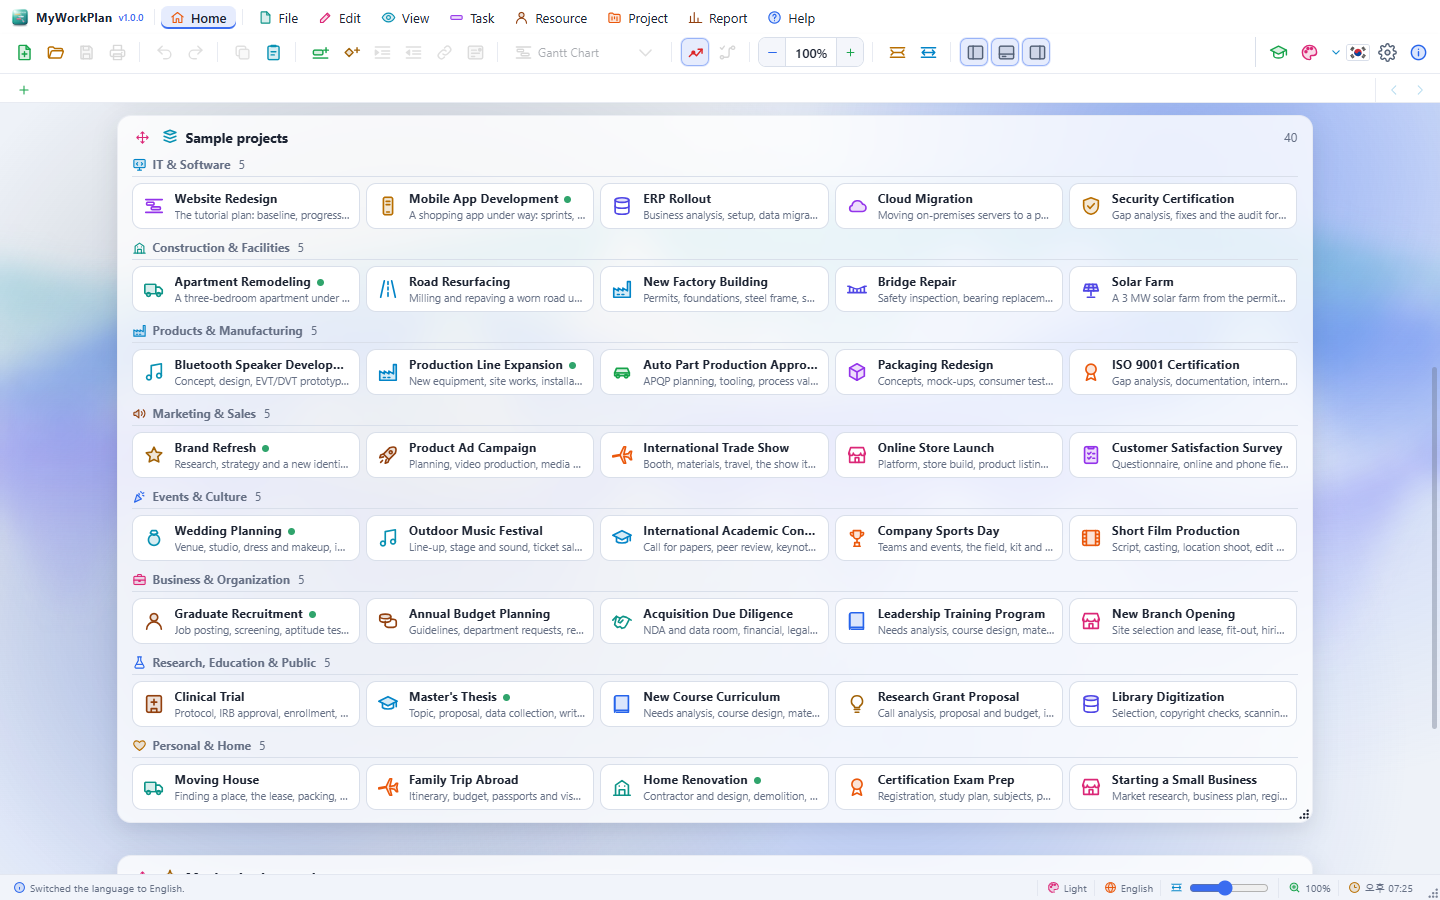 MyWorkPlan v1.0.0 Home File Edit View Task Resource Project Report Help
Gantt Chart 100%
Sample projects 40
IT & Software 5
Website Redesign
The tutorial plan: baseline, progress...
Mobile App Development
A shopping app under way: sprints, ...
ERP Rollout
Business analysis, setup, data migra...
Cloud Migration
Moving on-premises servers to a p...
Security Certification
Gap analysis, fixes and the audit for...
Construction & Facilities 5
Apartment Remodeling
A three-bedroom apartment under ...
Road Resurfacing
Milling and repaving a worn road u...
New Factory Building
Permits, foundations, steel frame, s...
Bridge Repair
Safety inspection, bearing replacem...
Solar Farm
A 3 MW solar farm from the permit...
Products & Manufacturing 5
Bluetooth Speaker Develop...
Concept, design, EVT/DVT prototyp...
Production Line Expansion
New equipment, site works, installa...
Auto Part Production Appro...
APQP planning, tooling, process val...
Packaging Redesign
Concepts, mock-ups, consumer test...
ISO 9001 Certification
Gap analysis, documentation, intern...
Marketing & Sales 5
Brand Refresh
Research, strategy and a new identi...
Product Ad Campaign
Planning, video production, media ...
International Trade Show
Booth, materials, travel, the show it...
Online Store Launch
Platform, store build, product listin...
Customer Satisfaction Survey
Questionnaire, online and phone fie...
Events & Culture 5
Wedding Planning
Venue, studio, dress and makeup, i...
Outdoor Music Festival
Line-up, stage and sound, ticket sal...
International Academic Con...
Call for papers, peer review, keynot...
Company Sports Day
Teams and events, the field, kit and ...
Short Film Production
Script, casting, location shoot, edit ...
Business & Organization 5
Graduate Recruitment
Job posting, screening, aptitude tes...
Annual Budget Planning
Guidelines, department requests, re...
Acquisition Due Diligence
NDA and data room, financial, legal...
Leadership Training Program
Needs analysis, course design, mate...
New Branch Opening
Site selection and lease, fit-out, hiri...
Research, Education & Public 5
Clinical Trial
Protocol, IRB approval, enrollment, ...
Master's Thesis
Topic, proposal, data collection, writ...
New Course Curriculum
Needs analysis, course design, mate...
Research Grant Proposal
Call analysis, proposal and budget, i...
Library Digitization
Selection, copyright checks, scannin...
Personal & Home 5
Moving House
Finding a place, the lease, packing, ...
Family Trip Abroad
Itinerary, budget, passports and vis...
Home Renovation
Contractor and design, demolition, ...
Certification Exam Prep
Registration, study plan, subjects, p...
Starting a Small Business
Market research, business plan, regi...
Switched the language to English. Light English 100% 오후 07:25